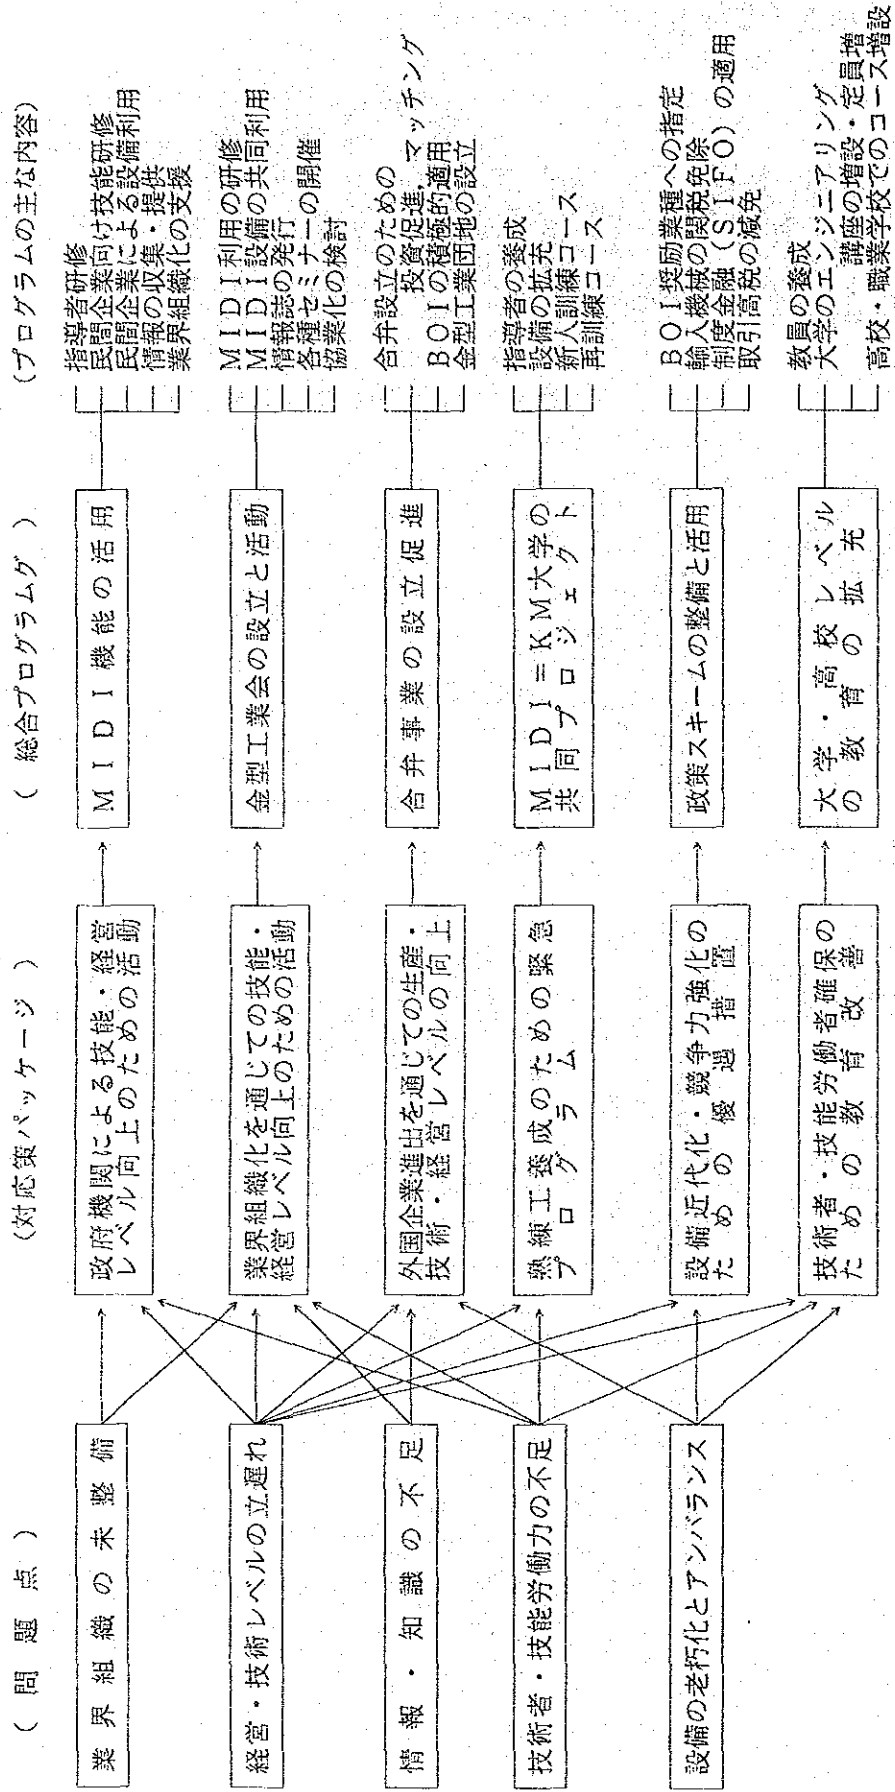 ( 問 題 点 )
業 界 組 織 の 未 整 備
経営・技術レベルの立遅れ
情 報 ・ 知 識 の 不 足
技術者・技能労働力の不足
設備の老朽化とアンバランス
(対応策パッケージ )
政府機関による技能・経営
レベル向上のための活動
業界組織化を通じての技能・
経営レベル向上のための活動
外国企業進出を通じての生産・
技術・経営レベルの向上
熟練工養成のための緊急
プ ロ グ ラ ム
設備近代化・競争力強化の
ための優遇措置
技術者・技能労働者確保の
ための教育改善
( 総合プログラムグ )
M I D I 機 能 の 活 用
金型工業会の設立と活動
合 弁 事 業 の 設 立 促 進
M I D I = K M 大学の
共 同 プ ロ ジ ェ ク ト
政策スキームの整備と活用
大 学 ・ 高 校 レ ベ ル
の 教 育 の 拡 充
(プログラムの主な内容)
指導者研修
民間企業向け技能研修
民間企業による設備利用
情報の収集・提供
業界組織化の支援
M I D I 利用の研修
M I D I 設備の共同利用
情報誌の発行
各種セミナーの開催
協業化の検討
合弁設立のための
投資促進, マッチング
B O I の積極的適用
金型工業団地の設立
指導者の養成
設備の拡充
新人訓練コース
再訓練コース
B O I 奨励業種への指定
輸入機械の関税免除
制度金融 (S I F O) の適用
取引高税の減免
教員の養成
大学のエンジニアリング
講座の増設・定員増
高校・職業学校でのコース増設